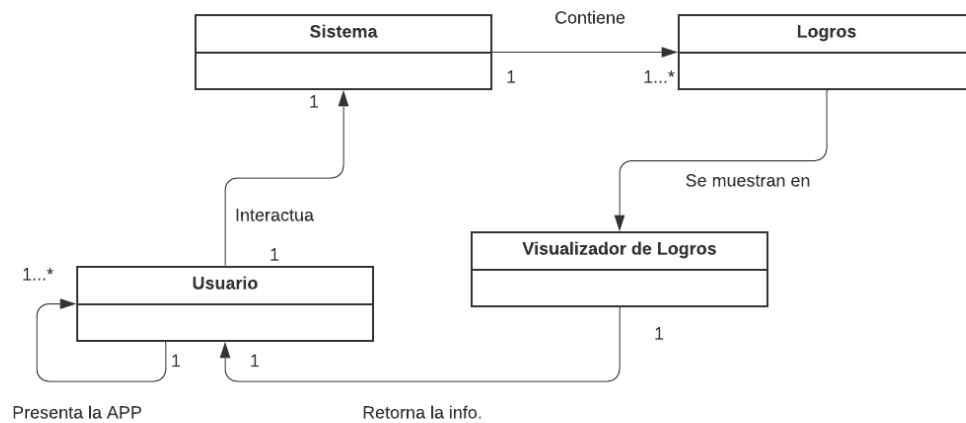 Contiene
Sistema
Logros
1
1...*
1
Se muestran en
Interactua
1
Visualizador de Logros
1...*
Usuario
1
1
1
Presenta la APP
Retorna la info.